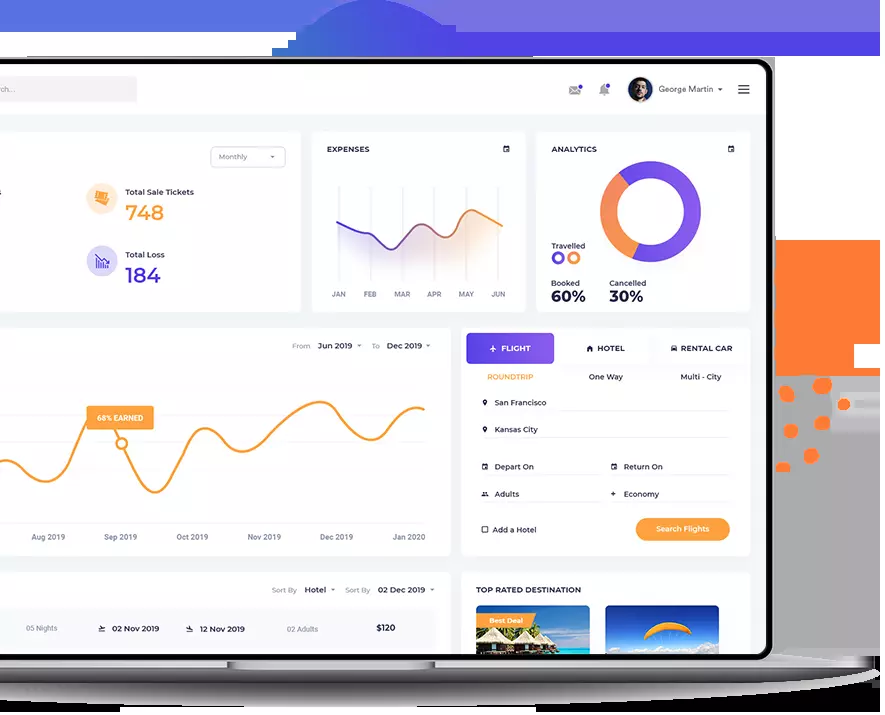 George Martin
Monthly
Total Sale Tickets
748
Total Loss
184
EXPENSES
JAN FEB MAR APR MAY JUN
ANALYTICS
Travelled
Booked Cancelled
60% 30%
From Jun 2019 To Dec 2019
68% EARNED
Aug 2019 Sep 2019 Oct 2019 Nov 2019 Dec 2019 Jan 2020
FLIGHT HOTEL RENTAL CAR
ROUNDTRIP One Way Multi - City
San Francisco
Kansas City
Depart On Return On
Adults Economy
Add a Hotel Search Flights
Sort By Hotel Sort By 02 Dec 2019
05 Nights 02 Nov 2019 12 Nov 2019 02 Adults $120
TOP RATED DESTINATION
Best Deal